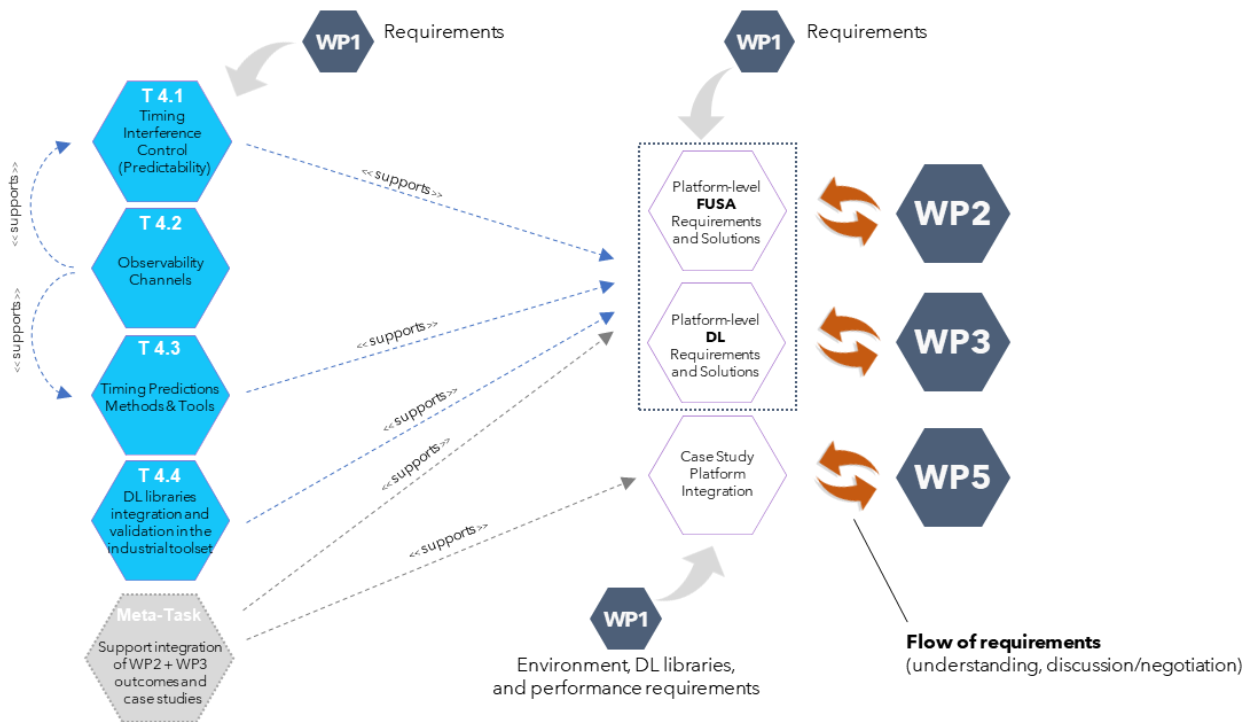 WP1
Requirements
WP1
Requirements
T 4.1
Timing
Interference
Control
(Predictability)
<< supports >>
<< supports >>
T 4.2
Observability
Channels
<< supports >>
T 4.3
Timing Predictions
Methods & Tools
<< supports >>
T 4.4
DL libraries
integration and
validation in the
industrial toolset
<< supports >>
<< supports >>
<< supports >>
Meta-Task
Support integration
of WP2 + WP3
outcomes and
case studies
Platform-level
FUSA
Requirements
and Solutions
WP2
Platform-level
DL
Requirements
and Solutions
WP3
Case Study
Platform
Integration
WP5
WP1
Environment, DL libraries,
and performance requirements
Flow of requirements
(understanding, discussion/negotiation)